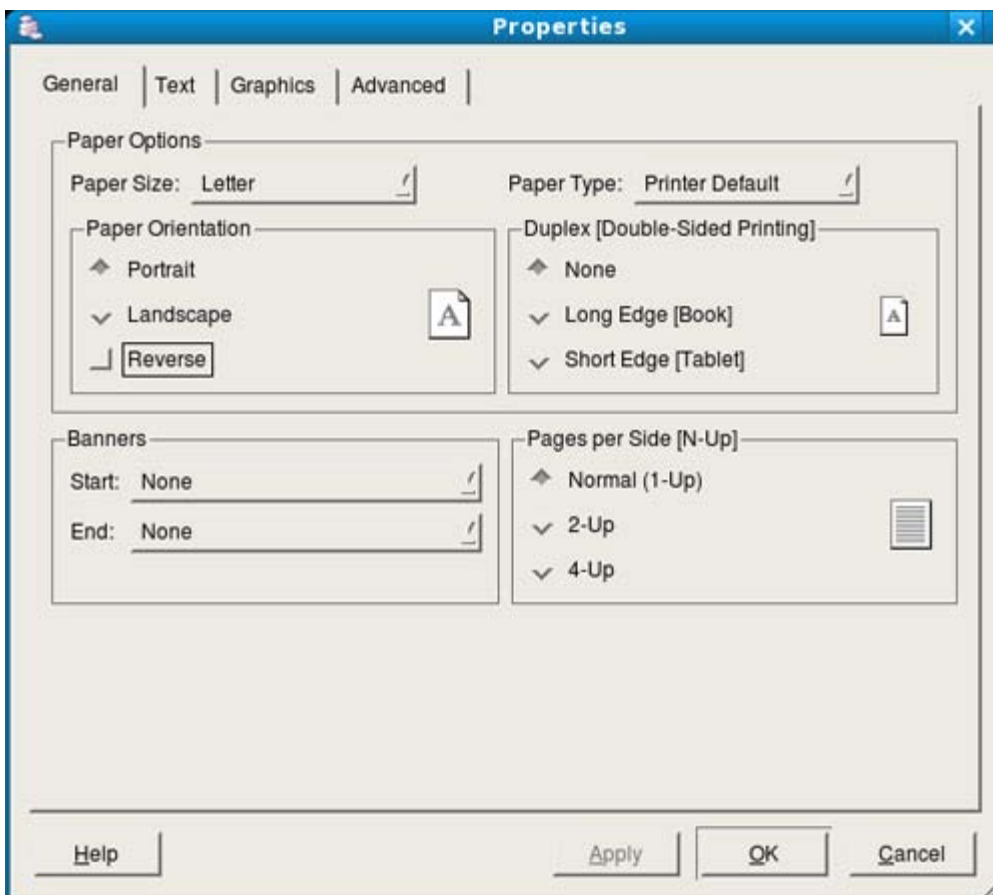 Properties
General Text Graphics Advanced
Paper Options
Paper Size: Letter
Paper Type: Printer Default
Paper Orientation
Portrait
Landscape
Reverse
A
Duplex [Double-Sided Printing]
None
Long Edge [Book]
Short Edge [Tablet]
A
Banners
Start: None
End: None
Pages per Side [N-Up]
Normal (1-Up)
2-Up
4-Up
Help Apply OK Cancel